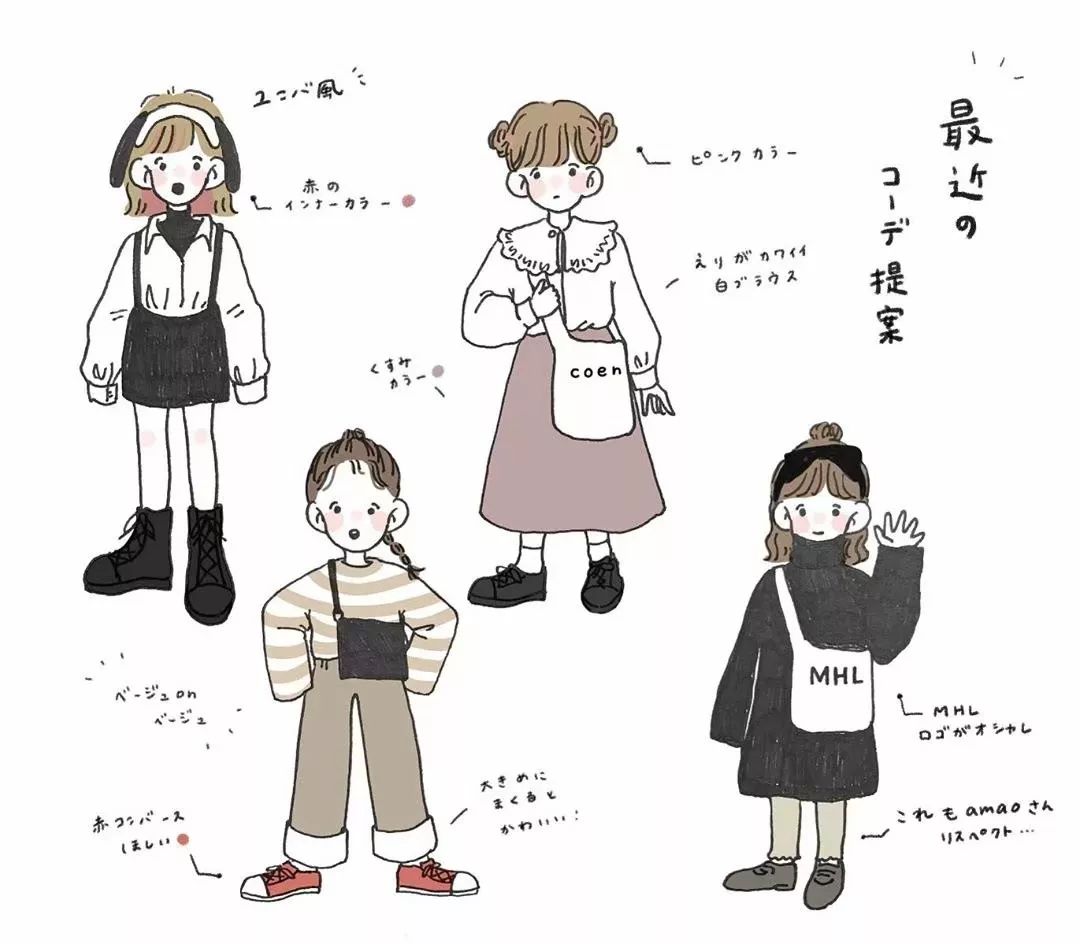 最近の
コーデ提案
ユニバ風
赤の
インナーカラー
ピンクカラー
えりがカワイイ
白ブラウス
くすみ
カラー
coen
ベージュon
ベージュ
赤コンバース
ほしい
大きめに
まくると
かわいい!
MHL
MHL
ロゴがオシャレ
これもamaoさん
リスペクト…